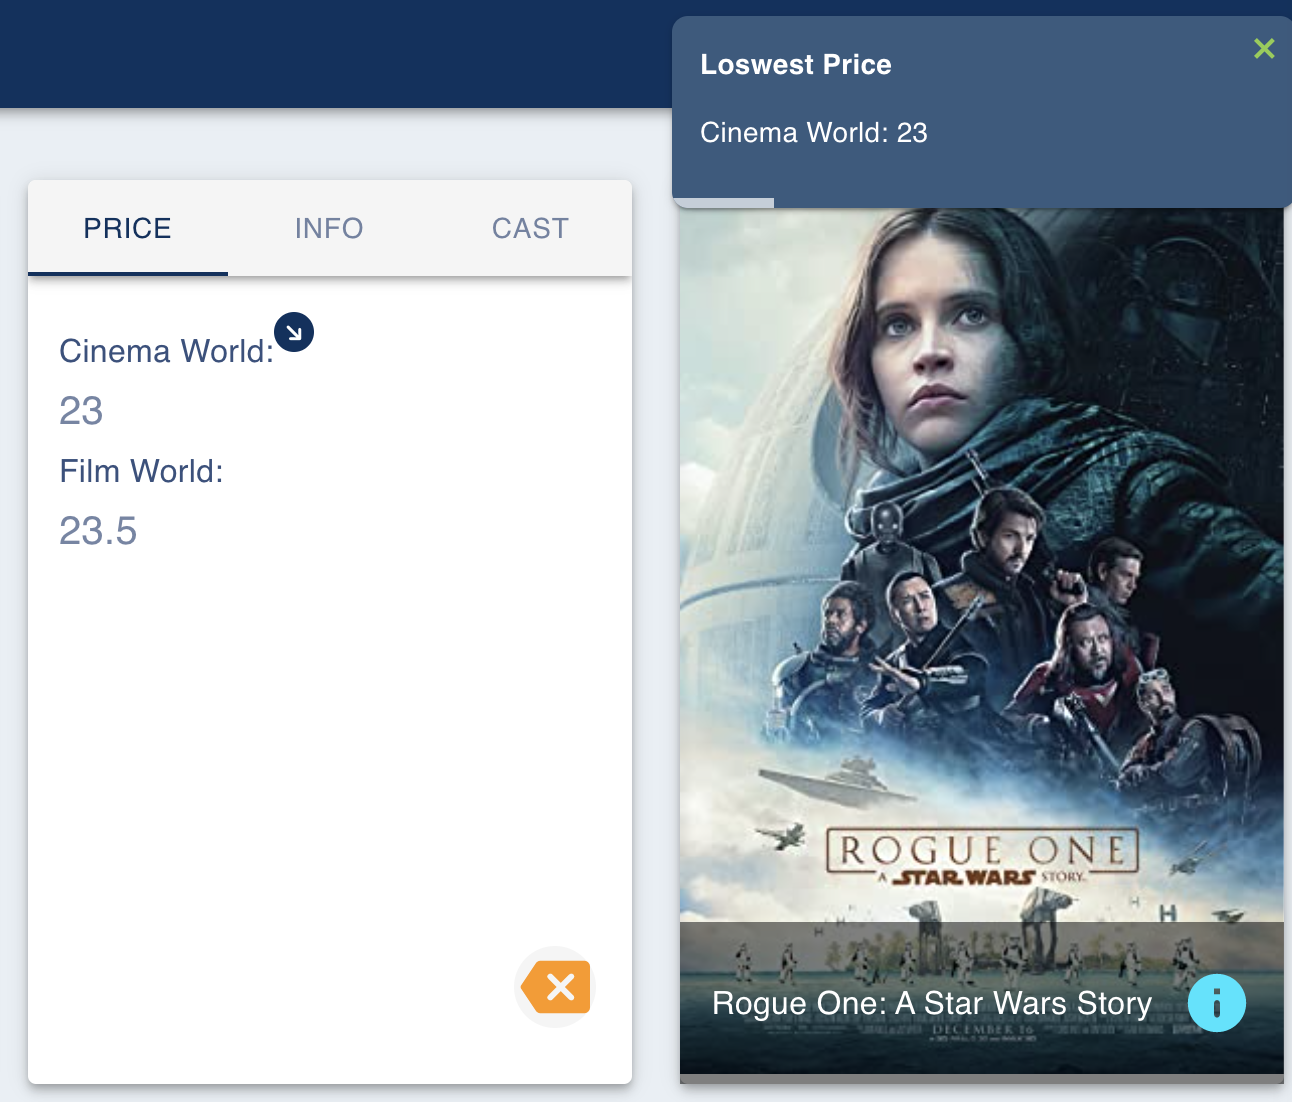 Loswest Price
Cinema World: 23
PRICE INFO CAST
Cinema World:
23
Film World:
23.5
ROGUE ONE
A STAR WARS STORY
Rogue One: A Star Wars Story
DECEMBER 16